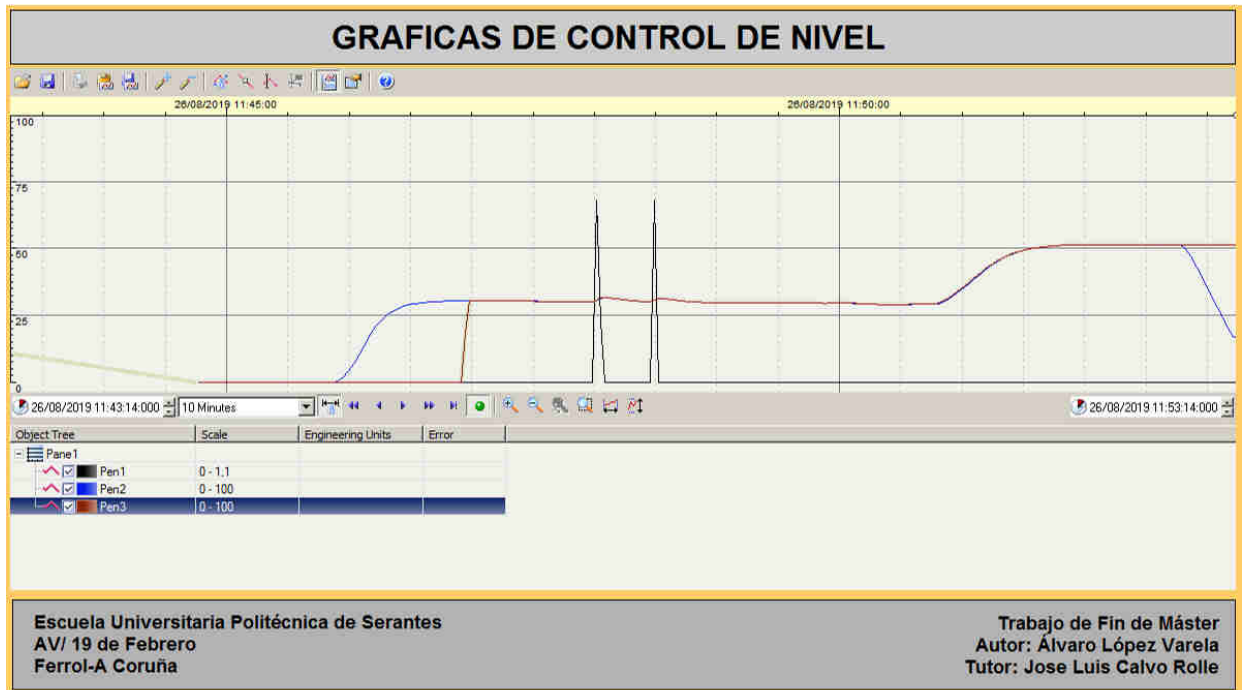 GRAFICAS DE CONTROL DE NIVEL
26/08/2019 11:45:00 26/08/2019 11:50:00
100
75
50
25
0
26/08/2019 11:43:14:000 10 Minutes 26/08/2019 11:53:14:000
Object Tree Scale Engineering Units Error
Pane1
Pen1 0 - 1,1
Pen2 0 - 100
Pen3 0 - 100
Escuela Universitaria Politécnica de Serantes
AV/ 19 de Febrero
Ferrol-A Coruña
Trabajo de Fin de Máster
Autor: Álvaro López Varela
Tutor: Jose Luis Calvo Rolle